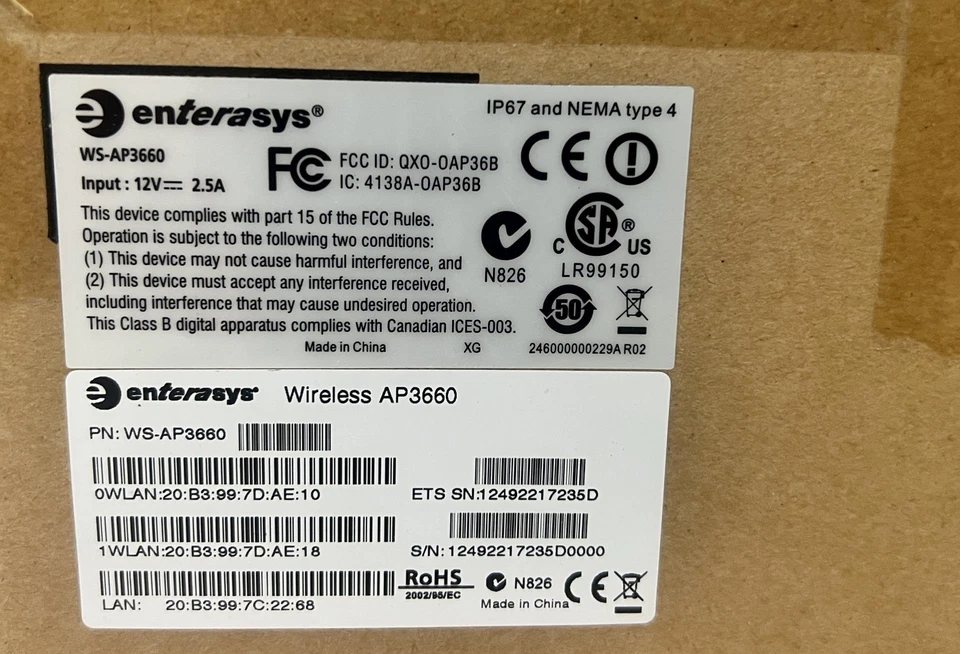 enterasys®
IP67 and NEMA type 4
WS-AP3660
Input : 12V⎓ 2.5A
FC
FCC ID: QXO-OAP36B
IC: 4138A-OAP36B
CE
This device complies with part 15 of the FCC Rules.
Operation is subject to the following two conditions:
(1) This device may not cause harmful interference, and
(2) This device must accept any interference received,
including interference that may cause undesired operation.
This Class B digital apparatus complies with Canadian ICES-003.
N826
C SA® US
LR99150
50
Made in China
XG
246000000229A R02
enterasys® Wireless AP3660
PN: WS-AP3660
0WLAN:20:B3:99:7D:AE:10
ETS SN:12492217235D
1WLAN:20:B3:99:7D:AE:18
S/N: 12492217235D0000
LAN: 20:B3:99:7C:22:68
RoHS
2002/95/EC
N826
CE
Made in China